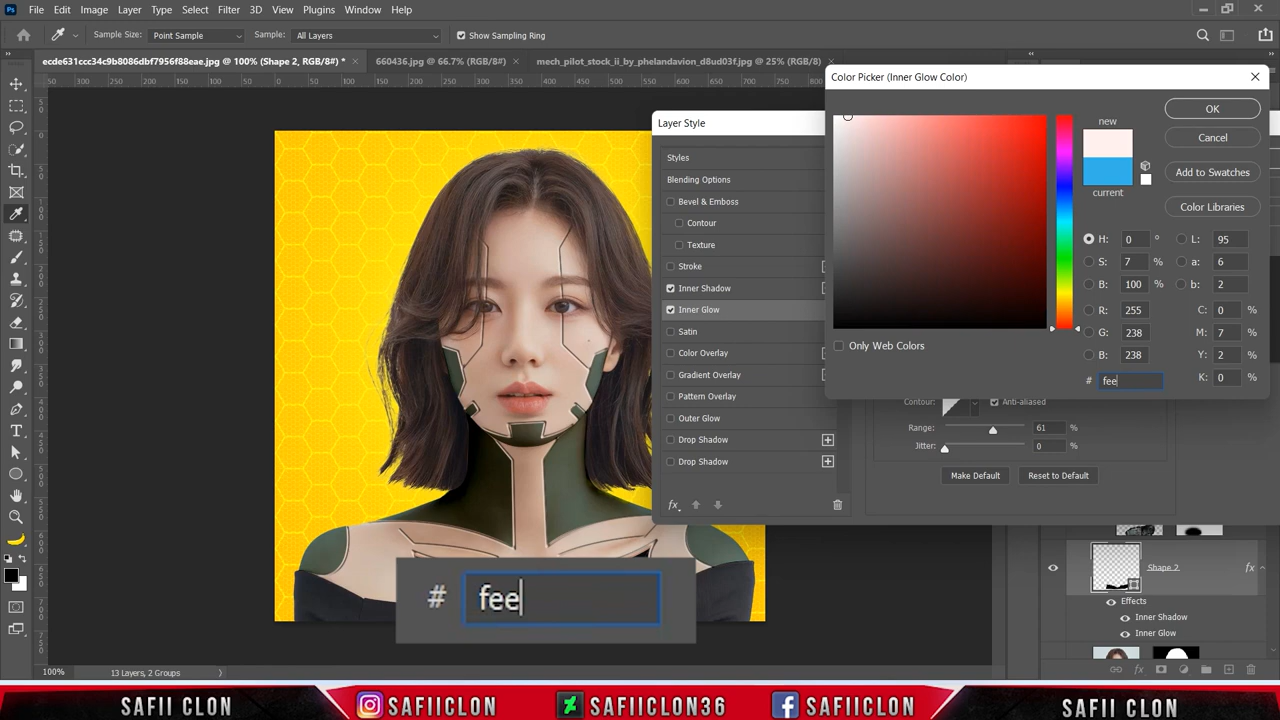 Ps File Edit Image Layer Type Select Filter 3D View Plugins Window Help
Sample Size: Point Sample Sample: All Layers Show Sampling Ring
ecde631ccc34c9b8086dbf7956f88eae.jpg @ 100% (Shape 2, RGB/8#) * 660436.jpg @ 66.7% (RGB/8#) mech_pilot_stock_ii_by_phelandavion_d8ud03f.jpg @ 25% (RGB/8)
Color Picker (Inner Glow Color)
new
current
OK
Cancel
Add to Swatches
Color Libraries
H: 0 ° L: 95
S: 7 % a: 6
B: 100 % b: 2
R: 255 C: 0 %
G: 238 M: 7 %
B: 238 Y: 2 %
# fee K: 0 %
Only Web Colors
Layer Style
Styles
Blending Options
Bevel & Emboss
Contour
Texture
Stroke
Inner Shadow
Inner Glow
Satin
Color Overlay
Gradient Overlay
Pattern Overlay
Outer Glow
Drop Shadow
Drop Shadow
fx
Contour: Anti-aliased
Range: 61 %
Jitter: 0 %
Make Default Reset to Default
# fee
Shape 2 fx
Effects
Inner Shadow
Inner Glow
100% 13 Layers, 2 Groups
SAFII CLON SAFIICLON SAFIICLON36 SAFIICLON SAFII CLON